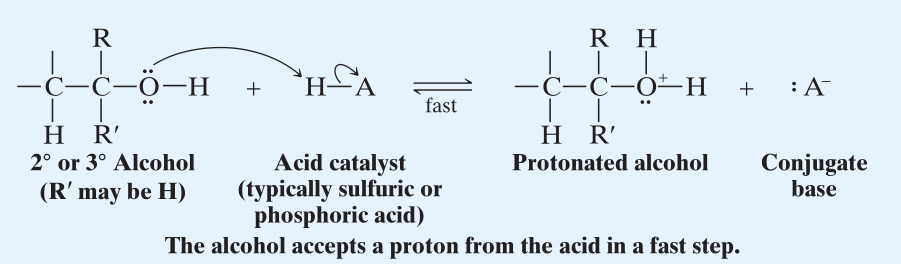 R R H
—C—C—Ö—H + H—A ⇌ —C—C—O⁺—H + :A⁻
fast
H R′ H R′
2° or 3° Alcohol Acid catalyst Protonated alcohol Conjugate
(R′ may be H) (typically sulfuric or base
phosphoric acid)
The alcohol accepts a proton from the acid in a fast step.